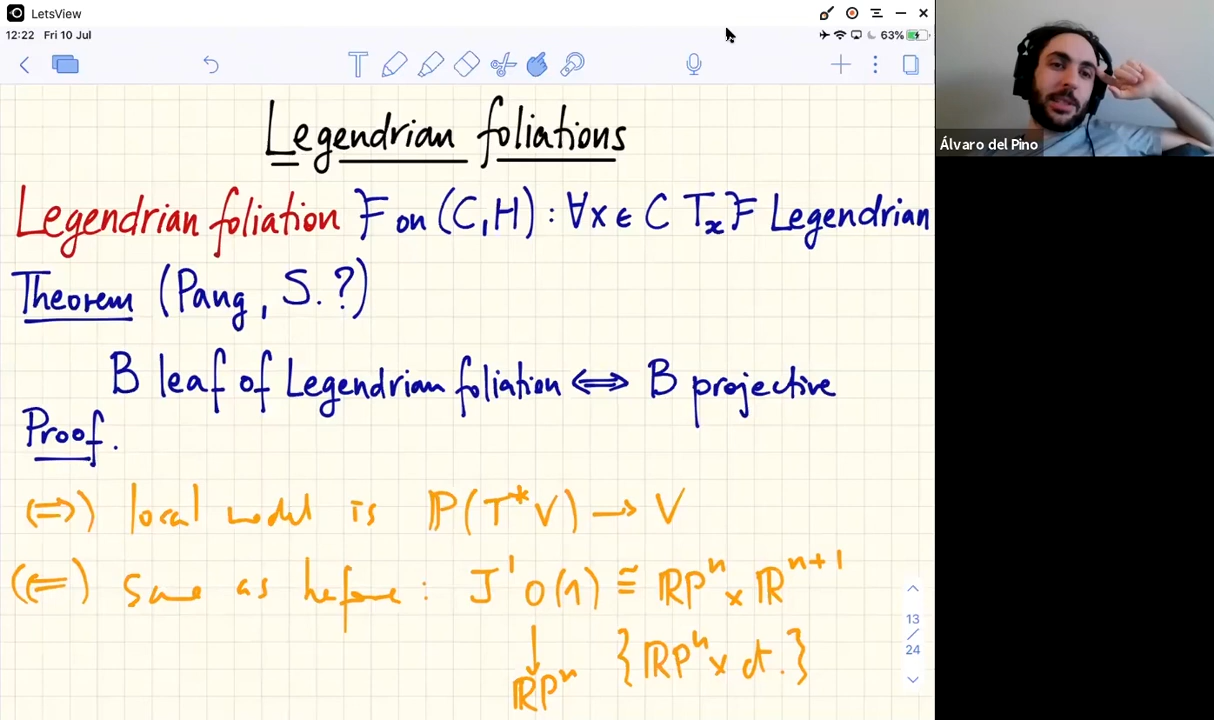 LetsView
12:22 Fri 10 Jul
63%
Legendrian foliations
Legendrian foliation F on (C,H) : ∀x ∈ C TₓF Legendrian
Theorem (Pang, S.?)
B leaf of Legendrian foliation ⟺ B projective
Proof.
(⇒) local model is ℙ(T*V) → V
(⇐) Same as before : J¹O(1) ≅ ℝPⁿ × ℝⁿ⁺¹
↓ {ℝPⁿ × ct.}
ℝPⁿ
13
/
24
Álvaro del Pino